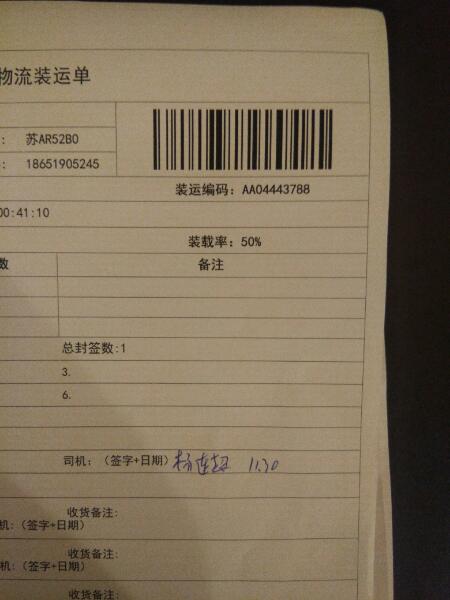 物流装运单
: 苏AR52B0
: 18651905245
装运编码: AA04443788
00:41:10
装载率: 50%
数 备注
总封签数:1
3.
6.
司机: (签字+日期) 11.30
收货备注:
机: (签字+日期)
收货备注:
机: (签字+日期)
收货备注: